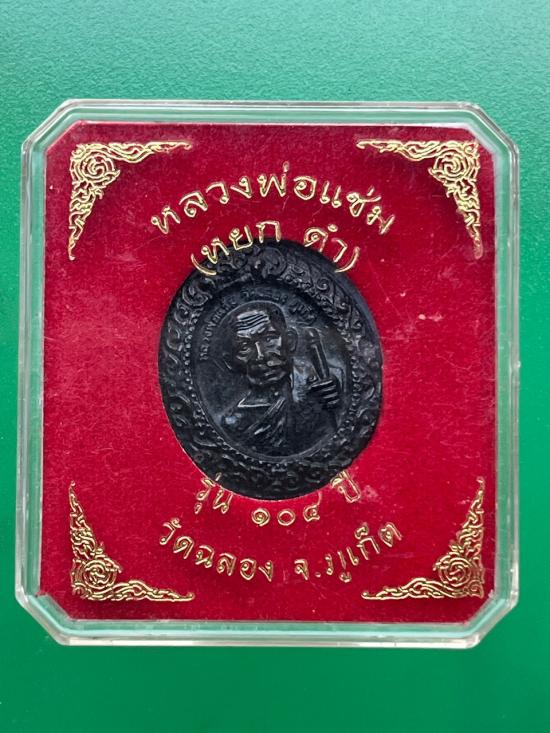 หลวงพ่อแช่ม
(หยก ดำ)
รุ่น ๑๐๔ ปี
วัดฉลอง จ.ภูเก็ต